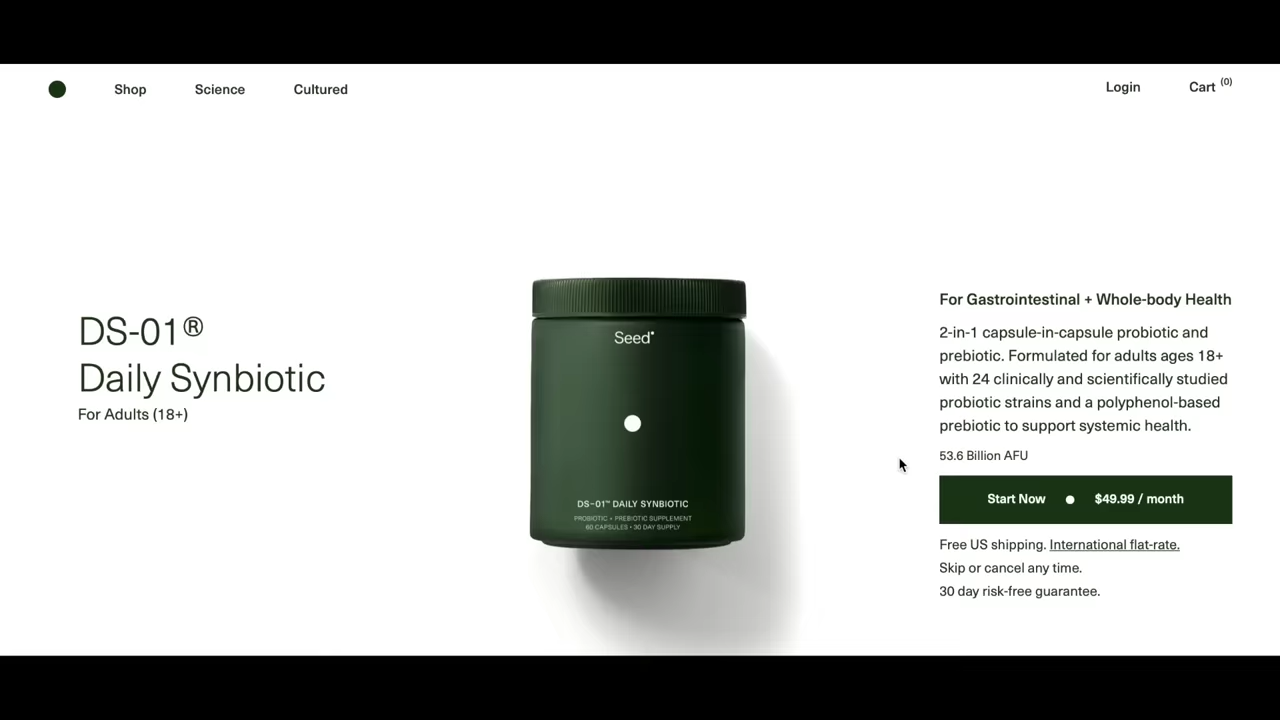 Shop
Science
Cultured
Login
Cart (0)
DS-01®
Daily Synbiotic
For Adults (18+)
Seed
DS-01™ DAILY SYNBIOTIC
PROBIOTIC + PREBIOTIC SUPPLEMENT
60 CAPSULES • 30 DAY SUPPLY
For Gastrointestinal + Whole-body Health
2-in-1 capsule-in-capsule probiotic and
prebiotic. Formulated for adults ages 18+
with 24 clinically and scientifically studied
probiotic strains and a polyphenol-based
prebiotic to support systemic health.
53.6 Billion AFU
Start Now • $49.99 / month
Free US shipping. International flat-rate.
Skip or cancel any time.
30 day risk-free guarantee.